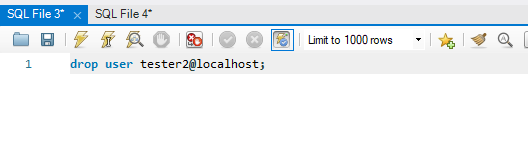 SQL File 3* SQL File 4*
Limit to 1000 rows
1 drop user tester2@localhost;